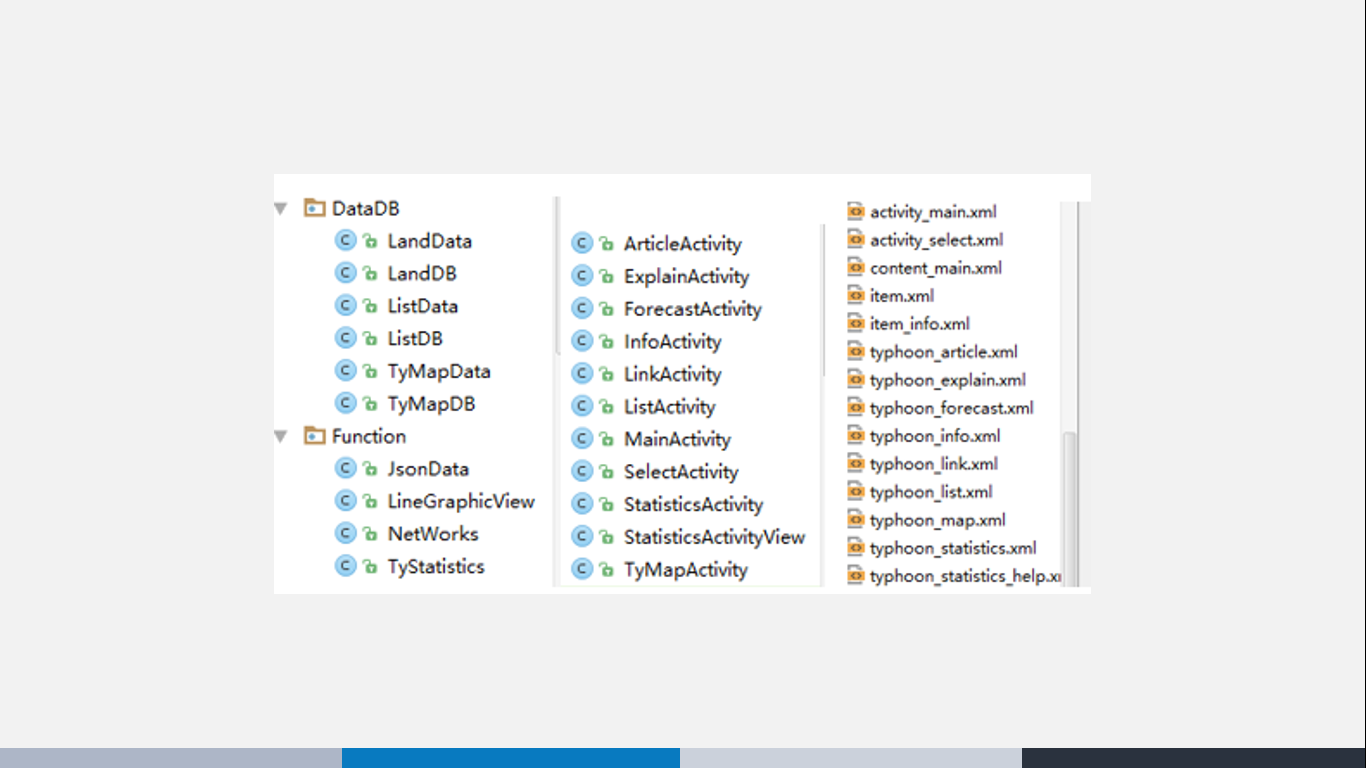 DataDB
LandData
LandDB
ListData
ListDB
TyMapData
TyMapDB
Function
JsonData
LineGraphicView
NetWorks
TyStatistics
ArticleActivity
ExplainActivity
ForecastActivity
InfoActivity
LinkActivity
ListActivity
MainActivity
SelectActivity
StatisticsActivity
StatisticsActivityView
TyMapActivity
activity_main.xml
activity_select.xml
content_main.xml
item.xml
item_info.xml
typhoon_article.xml
typhoon_explain.xml
typhoon_forecast.xml
typhoon_info.xml
typhoon_link.xml
typhoon_list.xml
typhoon_map.xml
typhoon_statistics.xml
typhoon_statistics_help.x